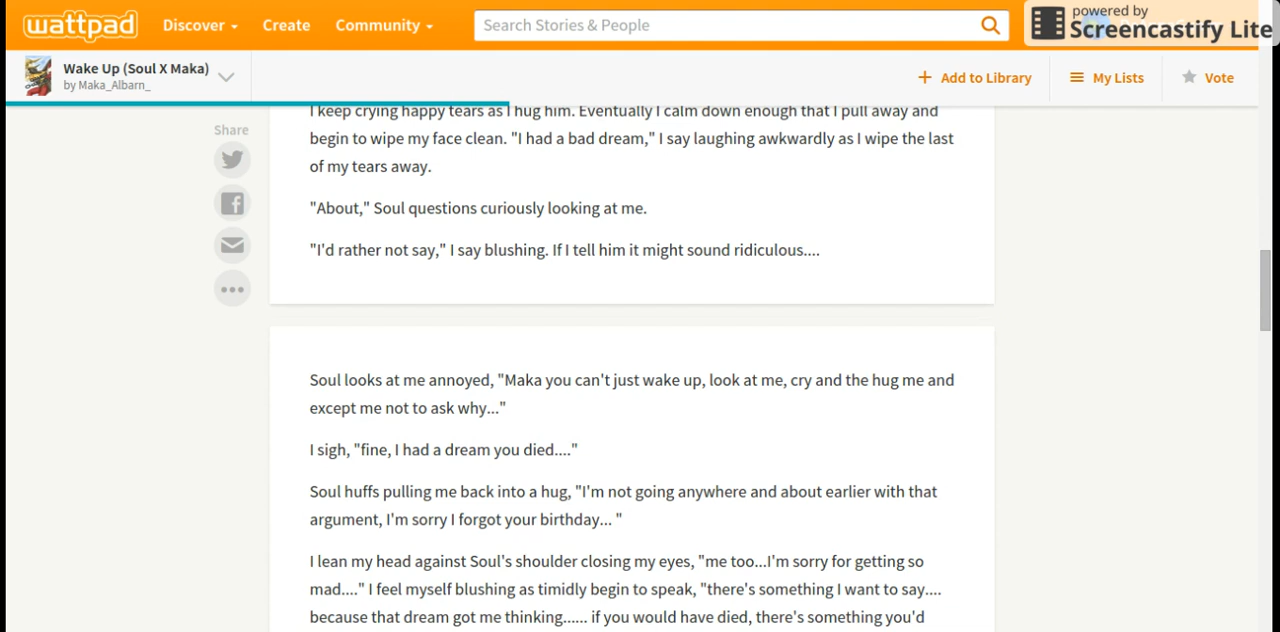 wattpad Discover Create Community Search Stories & People powered by
Screencastify Lite
Wake Up (Soul X Maka)
by Maka_Albarn_
+ Add to Library My Lists Vote
Share
I keep crying happy tears as I hug him. Eventually I calm down enough that I pull away and
begin to wipe my face clean. "I had a bad dream," I say laughing awkwardly as I wipe the last
of my tears away.
"About," Soul questions curiously looking at me.
"I'd rather not say," I say blushing. If I tell him it might sound ridiculous....
Soul looks at me annoyed, "Maka you can't just wake up, look at me, cry and the hug me and
except me not to ask why..."
I sigh, "fine, I had a dream you died...."
Soul huffs pulling me back into a hug, "I'm not going anywhere and about earlier with that
argument, I'm sorry I forgot your birthday... "
I lean my head against Soul's shoulder closing my eyes, "me too...I'm sorry for getting so
mad...." I feel myself blushing as timidly begin to speak, "there's something I want to say....
because that dream got me thinking...... if you would have died, there's something you'd